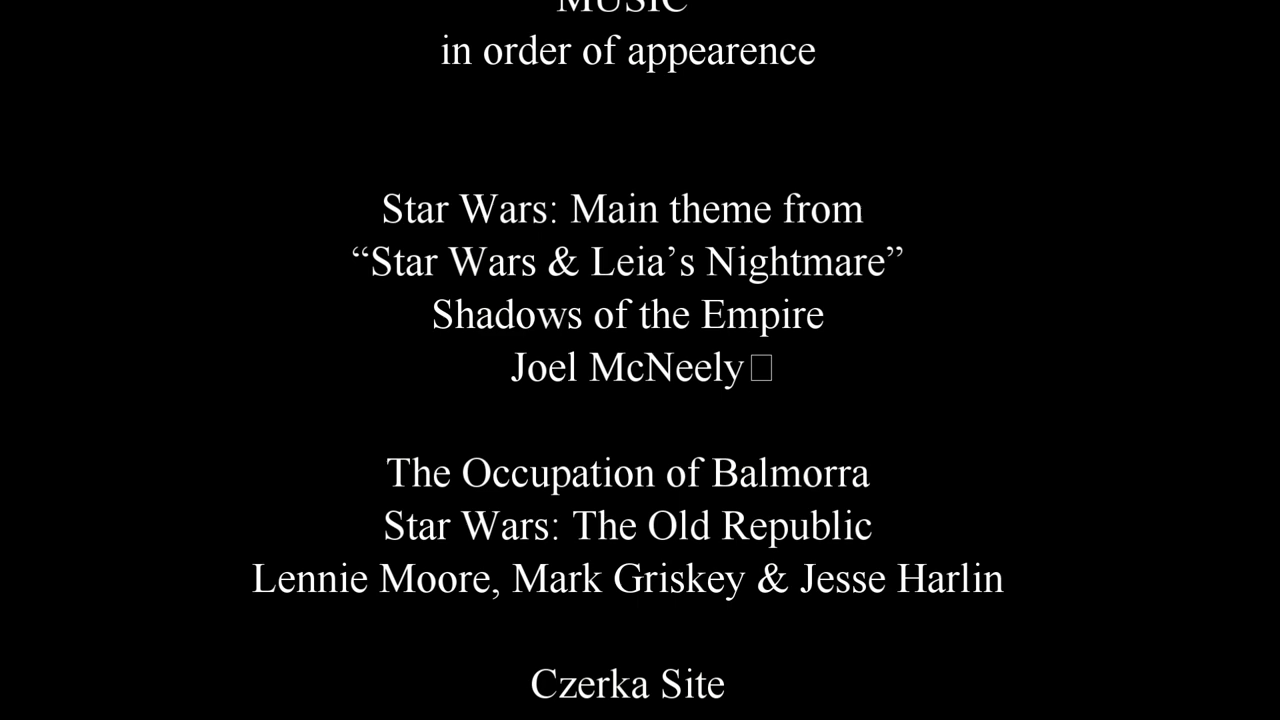 MUSIC
in order of appearence
Star Wars: Main theme from
“Star Wars & Leia’s Nightmare”
Shadows of the Empire
Joel McNeely□
The Occupation of Balmorra
Star Wars: The Old Republic
Lennie Moore, Mark Griskey & Jesse Harlin
Czerka Site